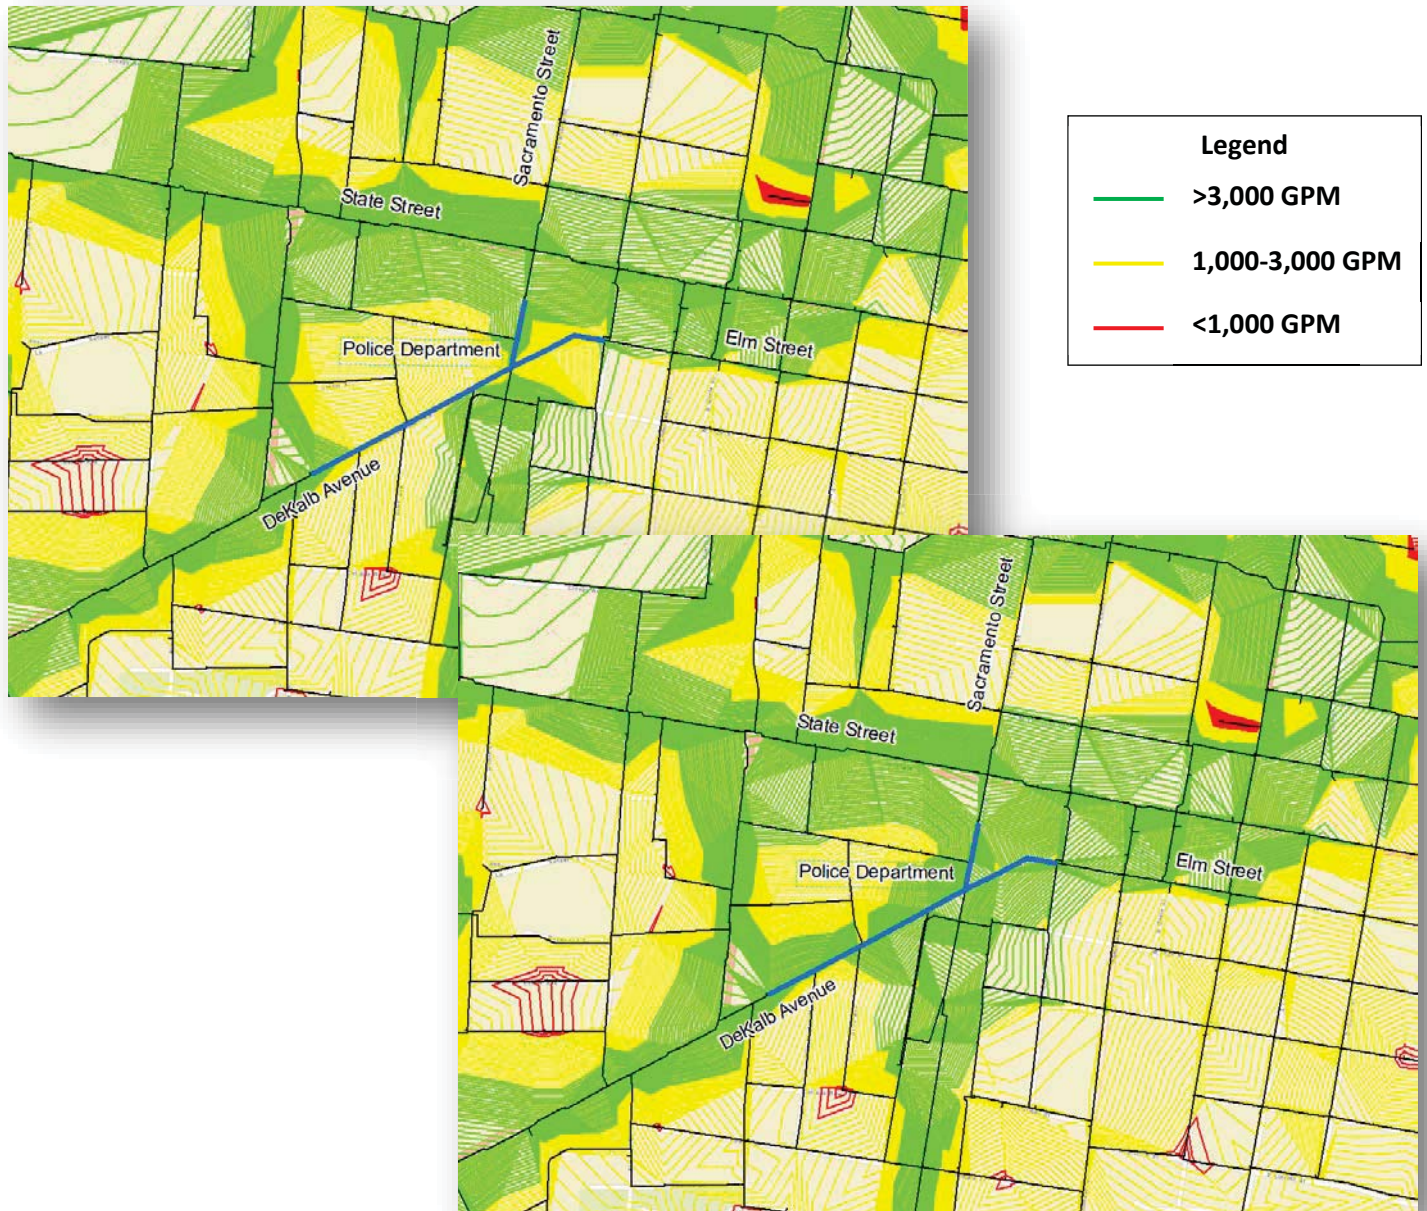 Sacramento Street
State Street
Police Department
Elm Street
DeKalb Avenue
Legend
>3,000 GPM
1,000-3,000 GPM
<1,000 GPM
Sacramento Street
State Street
Police Department
Elm Street
DeKalb Avenue